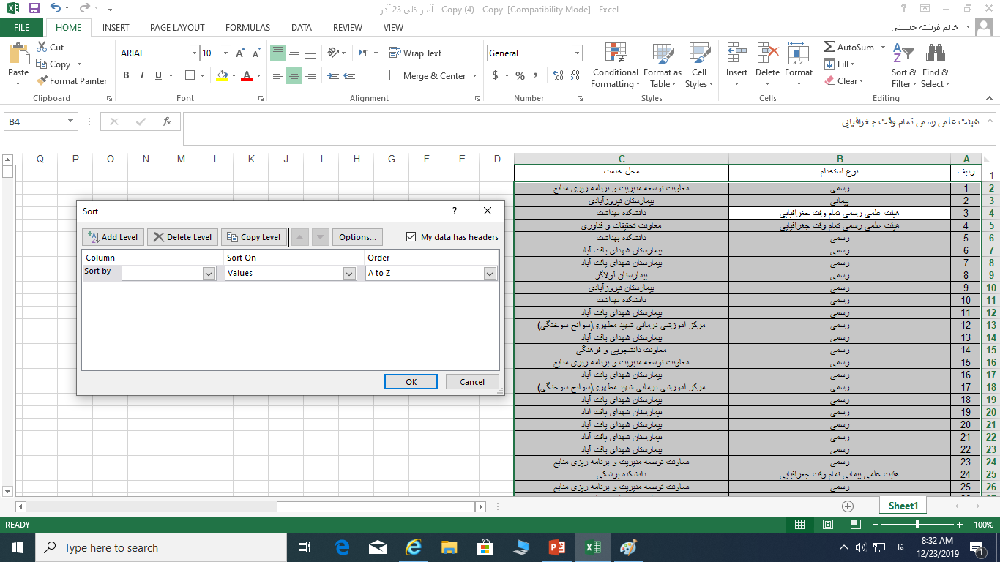 آمار کلی 23 آذر - Copy (4) - Copy [Compatibility Mode] - Excel
FILE HOME INSERT PAGE LAYOUT FORMULAS DATA REVIEW VIEW
خانم فرشته حسینی
Paste
Cut
Copy
Format Painter
Clipboard
ARIAL 10
B I U A
Font
Wrap Text
Merge & Center
Alignment
General
$ % ,
Number
Conditional Formatting
Format as Table
Cell Styles
Styles
Insert
Delete
Format
Cells
AutoSum
Fill
Clear
Sort & Filter
Find & Select
Editing
B4
fx
هیئت علمی رسمی تمام وقت جغرافیایی
Q P O N M L K J I H G F E D C B A
1 ردیف نوع استخدام محل خدمت
2 1 رسمی معاونت توسعه مدیریت و برنامه ریزی منابع
3 2 پیمانی بیمارستان فیروزآبادی
4 3 هیئت علمی رسمی تمام وقت جغرافیایی دانشکده بهداشت
5 4 هیئت علمی رسمی تمام وقت جغرافیایی معاونت تحقیقات و فناوری
6 5 رسمی دانشکده بهداشت
7 6 رسمی بیمارستان شهدای یافت آباد
8 7 رسمی بیمارستان شهدای یافت آباد
9 8 رسمی بیمارستان لولاگر
10 9 رسمی بیمارستان فیروزآبادی
11 10 رسمی دانشکده بهداشت
12 11 رسمی بیمارستان شهدای یافت آباد
13 12 رسمی مرکز آموزشی درمانی شهید مطهری(سوانح سوختگی)
14 13 رسمی بیمارستان شهدای یافت آباد
15 14 رسمی معاونت دانشجویی و فرهنگی
16 15 رسمی معاونت توسعه مدیریت و برنامه ریزی منابع
17 16 رسمی بیمارستان شهدای یافت آباد
18 17 رسمی مرکز آموزشی درمانی شهید مطهری(سوانح سوختگی)
19 18 رسمی بیمارستان شهدای یافت آباد
20 19 رسمی بیمارستان شهدای یافت آباد
21 20 رسمی بیمارستان شهدای یافت آباد
22 21 رسمی بیمارستان شهدای یافت آباد
23 22 رسمی بیمارستان شهدای یافت آباد
24 23 رسمی معاونت توسعه مدیریت و برنامه ریزی منابع
25 24 هئیت علمی پیمانی تمام وقت جغرافیایی دانشکده پزشکی
26 25 رسمی معاونت توسعه مدیریت و برنامه ریزی منابع
Sort
Add Level Delete Level Copy Level Options... My data has headers
Column Sort On Order
Sort by Values A to Z
OK Cancel
Sheet1
READY 100%
Type here to search
فا
8:32 AM
12/23/2019
1